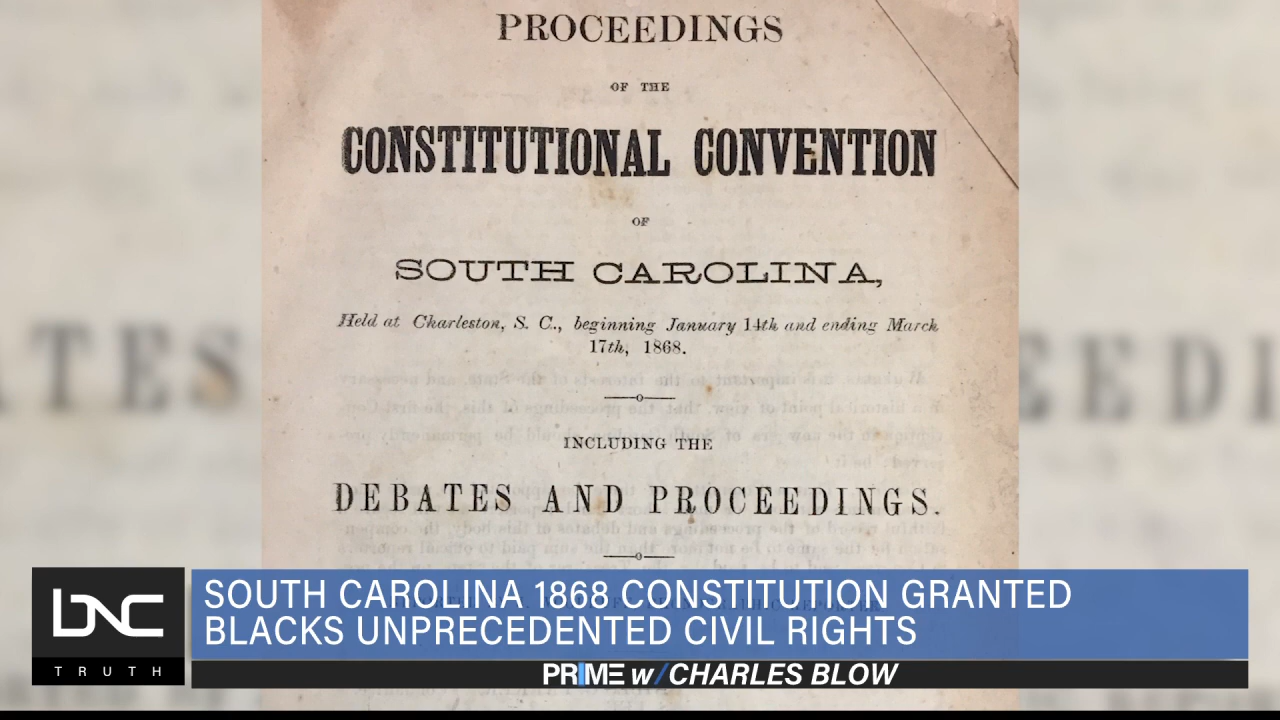 PROCEEDINGS
OF THE
CONSTITUTIONAL CONVENTION
OF
SOUTH CAROLINA,
Held at Charleston, S. C., beginning January 14th and ending March
17th, 1868.
INCLUDING THE
DEBATES AND PROCEEDINGS.
BNC
TRUTH
SOUTH CAROLINA 1868 CONSTITUTION GRANTED
BLACKS UNPRECEDENTED CIVIL RIGHTS
PRIME w/CHARLES BLOW